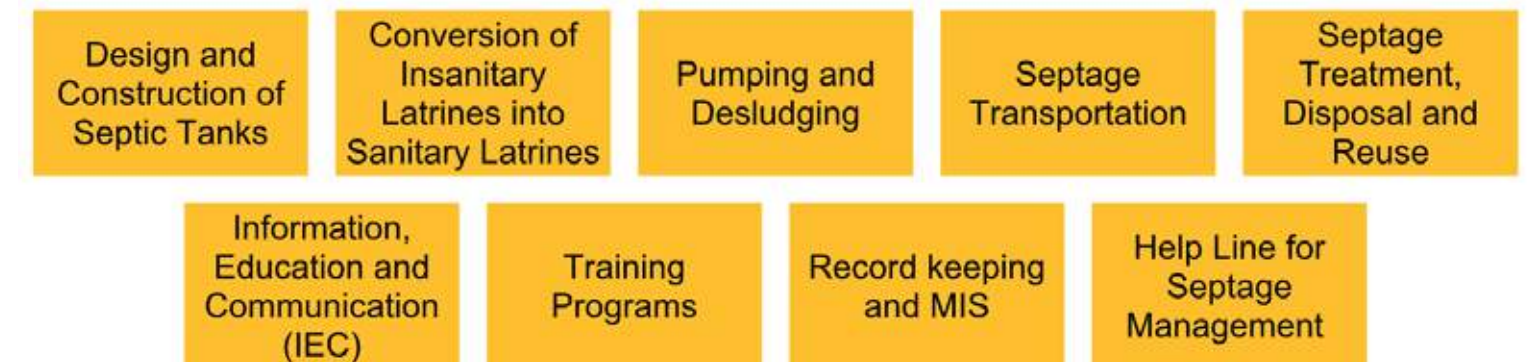 Design and
Construction of
Septic Tanks
Conversion of
Insanitary
Latrines into
Sanitary Latrines
Pumping and
Desludging
Septage
Transportation
Septage
Treatment,
Disposal and
Reuse
Information,
Education and
Communication
(IEC)
Training
Programs
Record keeping
and MIS
Help Line for
Septage
Management